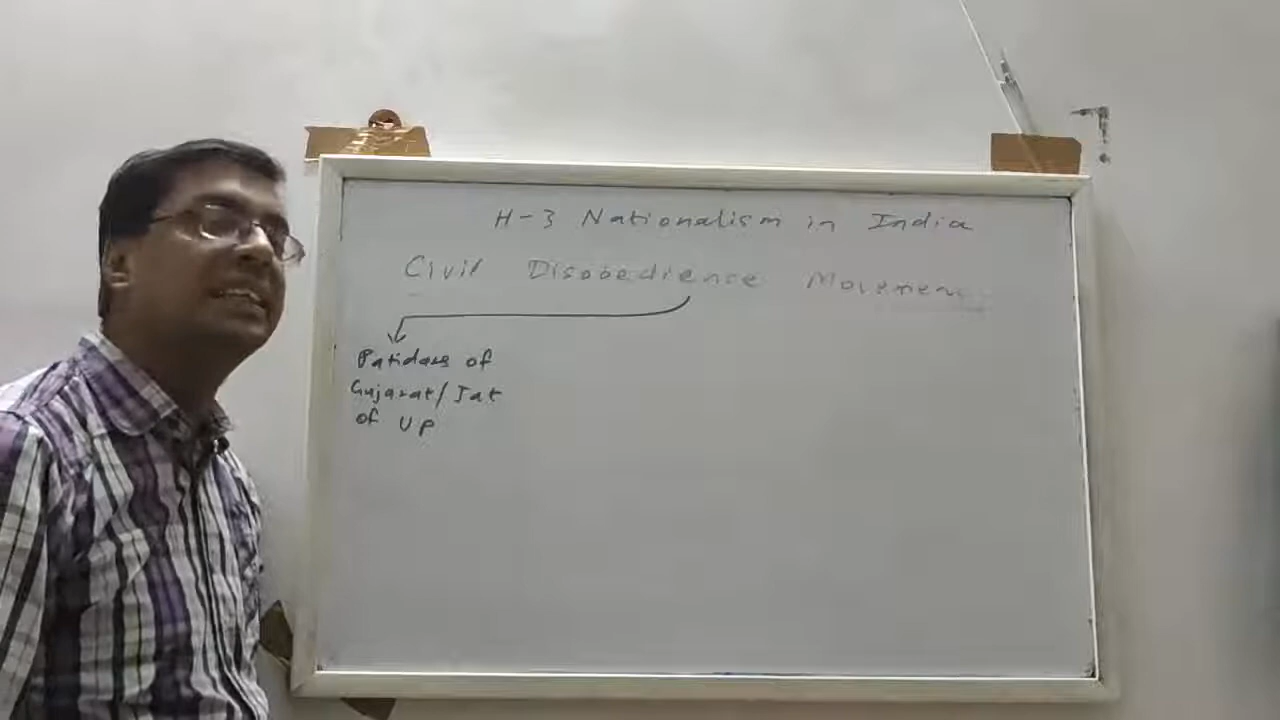 H-3 Nationalism in India
Civil Disobedience Movement
Patidars of
Gujarat/Jat
of UP